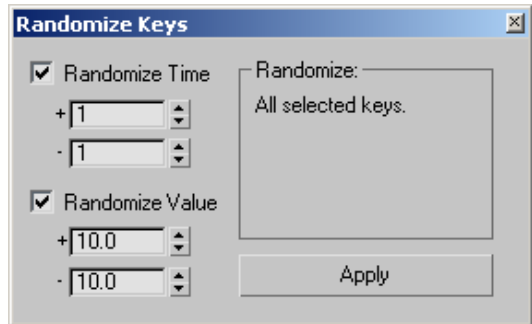 Randomize Keys
Randomize Time
+ 1
- 1
Randomize Value
+ 10.0
- 10.0
Randomize:
All selected keys.
Apply